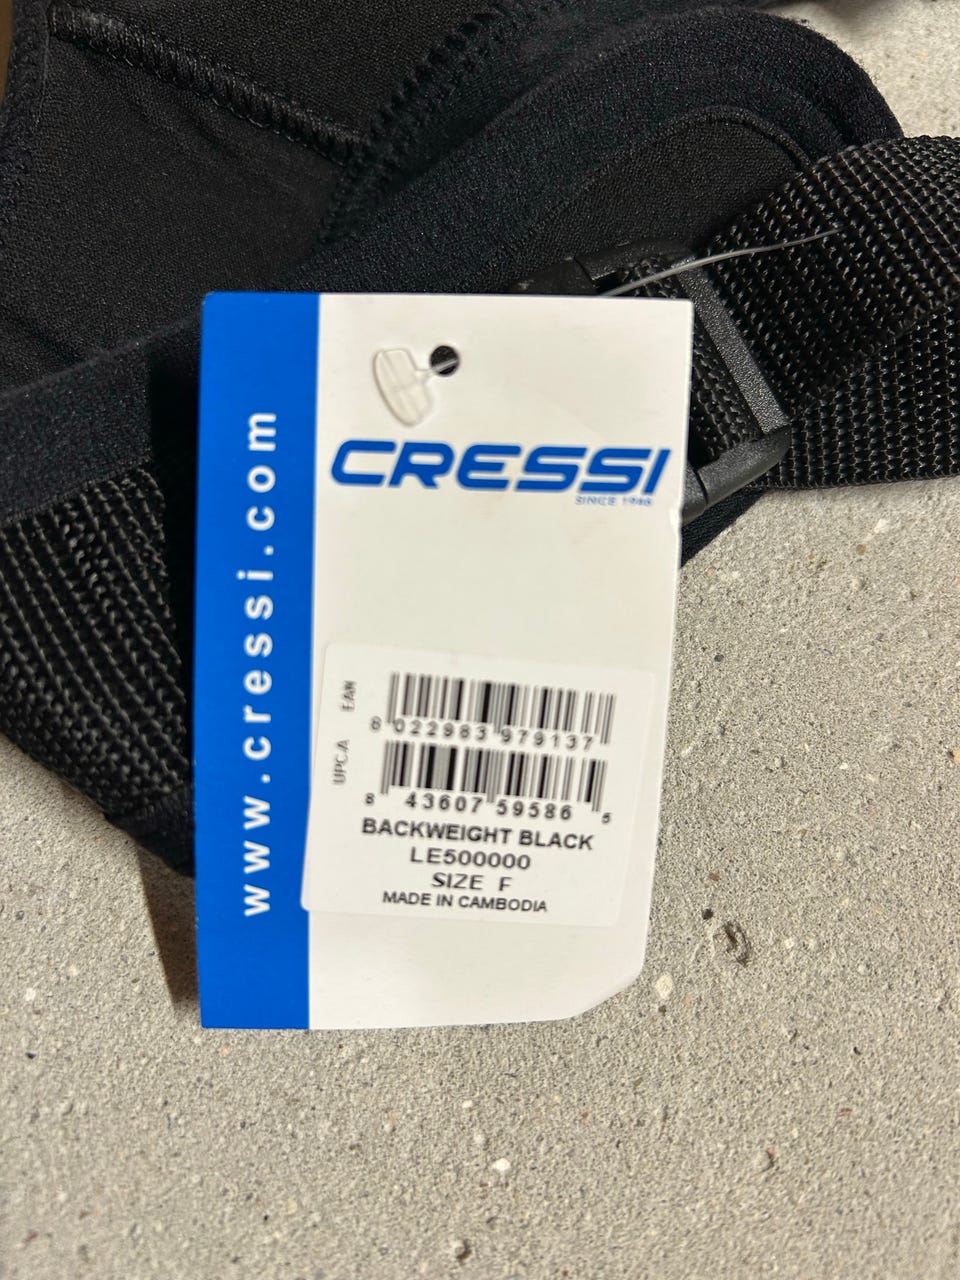 www.cressi.com
CRESSI
SINCE 1946
EAN
8 022983 979137
UPC-A
8 43607 59586 5
BACKWEIGHT BLACK
LE500000
SIZE F
MADE IN CAMBODIA